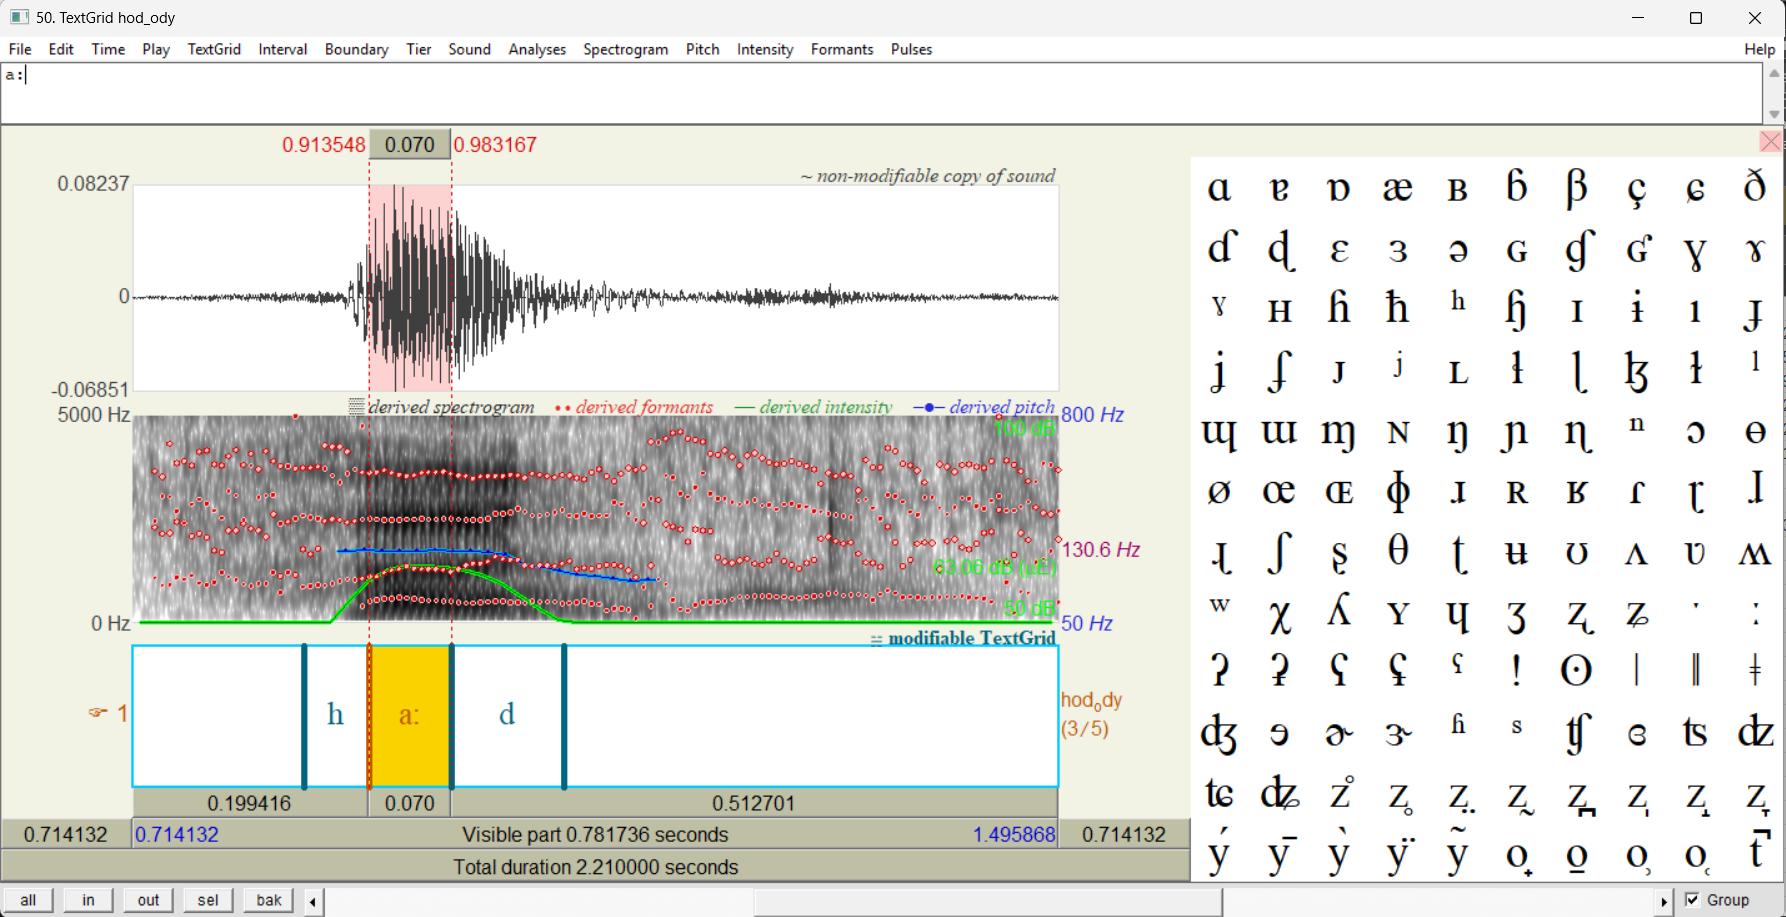 50. TextGrid hod_ody
File Edit Time Play TextGrid Interval Boundary Tier Sound Analyses Spectrogram Pitch Intensity Formants Pulses Help
a:
0.913548 0.070 0.983167
~ non-modifiable copy of sound
0.08237
0
-0.06851
derived spectrogram derived formants derived intensity derived pitch
5000 Hz
0 Hz
800 Hz
100 dB
130.6 Hz
63.06 dB (µE)
50 dB
50 Hz
modifiable TextGrid
☞ 1
h a: d
hodₒdy
(3/5)
0.199416 0.070 0.512701
0.714132 0.714132 Visible part 0.781736 seconds 1.495868 0.714132
Total duration 2.210000 seconds
all in out sel bak Group
ɑ ɐ ɒ æ ʙ ɓ β ç ɕ ð
ɗ ɖ ɛ ɜ ə ɢ ɠ ʛ ɣ ɤ
ˠ ʜ ɦ ħ ʰ ɧ ɪ ɨ ı ɟ
ʝ ʄ ᴊ ʲ ʟ ɬ ɭ ɮ ɫ ˡ
ɰ ɯ ɱ ɴ ŋ ɲ ɳ ⁿ ɔ ɵ
ø œ ɶ ɸ ɹ ʀ ʁ ɾ ɽ ɺ
ɻ ʃ ʂ θ ʈ ʉ ʊ ʌ ʋ ʍ
ʷ χ ʎ ʏ ɥ ʒ ʐ ʑ ˑ ː
ʔ ʡ ʕ ʢ ˤ ! ʘ ǀ ǁ ǂ
ʤ ɘ ɚ ɝ ʱ ˢ ʧ ɞ ʦ ʣ
ʨ ʥ z̊ z̥ z̤ z̰ z̺ z̩ z̞ z̞
ý ȳ ỳ ÿ ỹ o̟ o̠ o̹ o̜ t̚